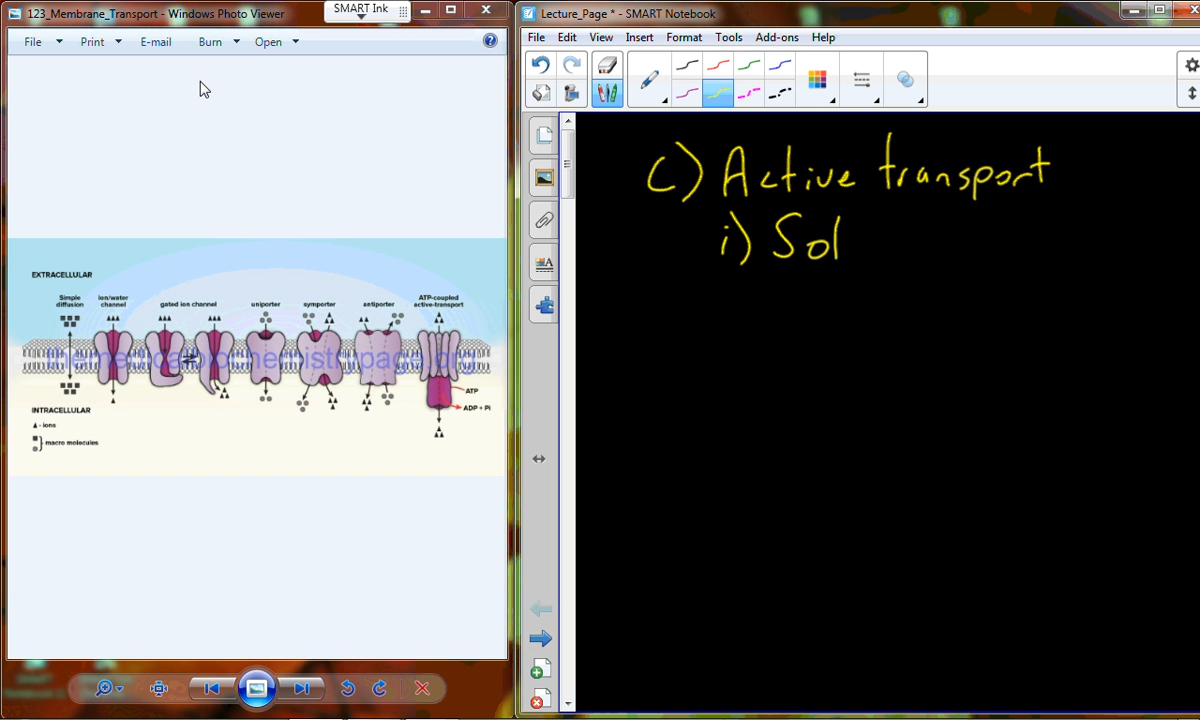 123_Membrane_Transport - Windows Photo Viewer
SMART Ink
File Print E-mail Burn Open
EXTRACELLULAR
Simple diffusion
ion/water channel
gated ion channel
uniporter
symporter
antiporter
ATP-coupled active-transport
themedicalbiochemistrypage.org
ATP
ADP + Pi
INTRACELLULAR
- ions
macro molecules
Lecture_Page * - SMART Notebook
File Edit View Insert Format Tools Add-ons Help
c) Active transport
i) Sol